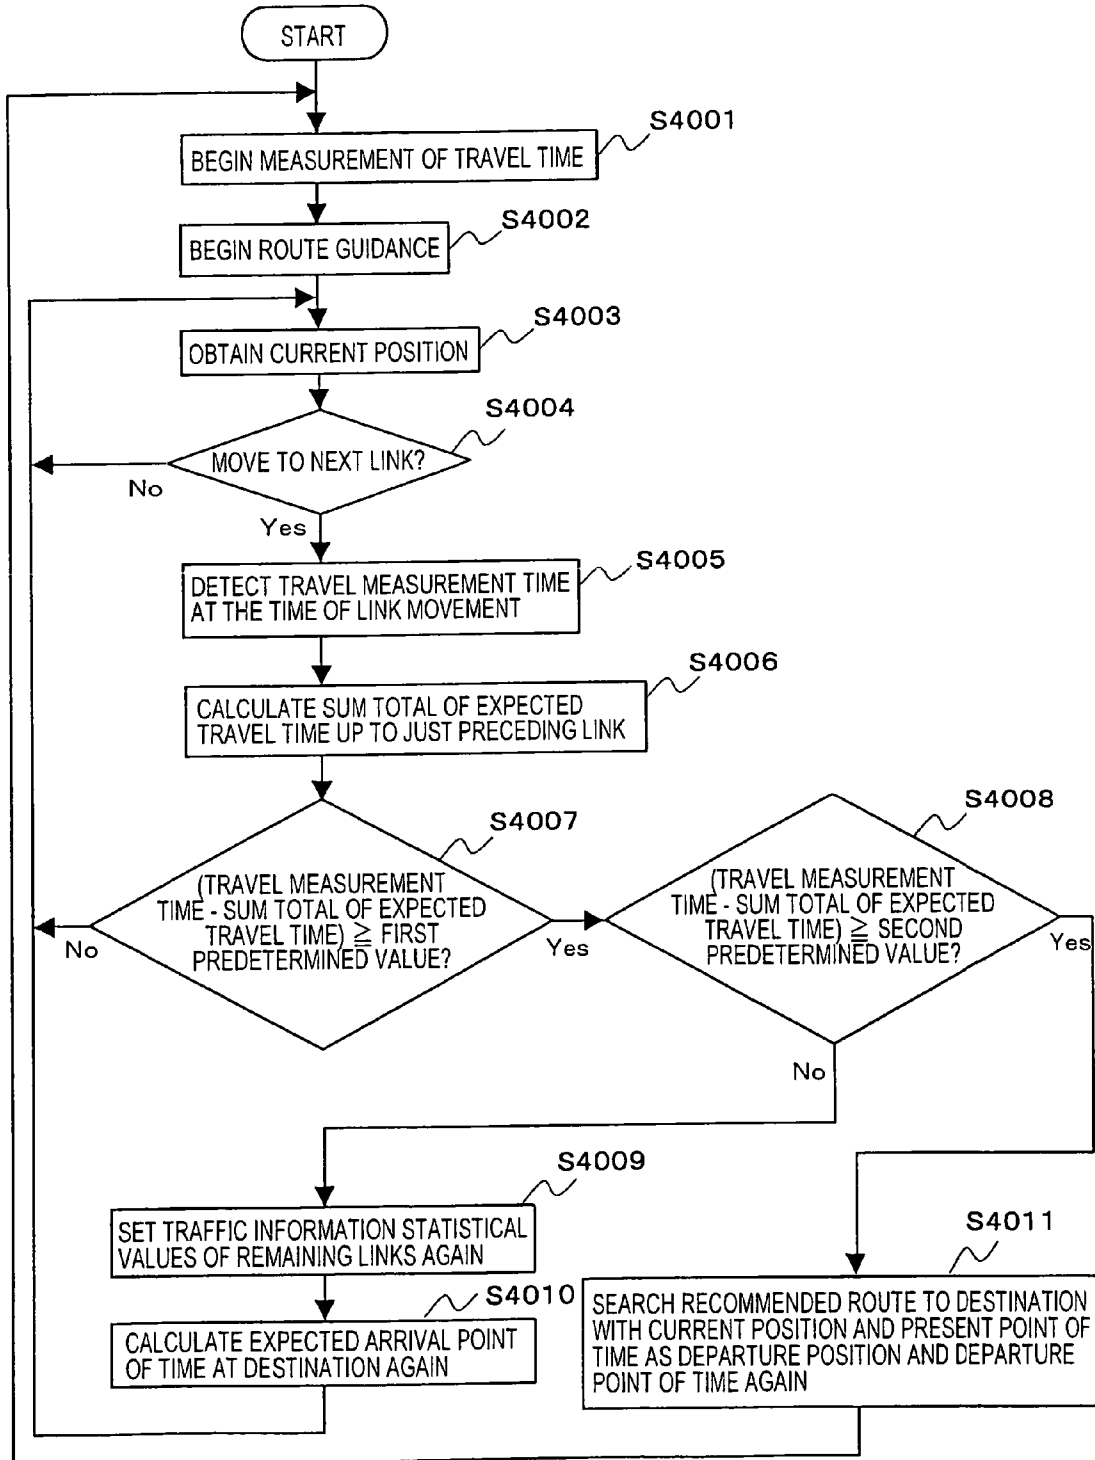 START
S4001
BEGIN MEASUREMENT OF TRAVEL TIME
S4002
BEGIN ROUTE GUIDANCE
S4003
OBTAIN CURRENT POSITION
S4004
MOVE TO NEXT LINK?
No
Yes
S4005
DETECT TRAVEL MEASUREMENT TIME
AT THE TIME OF LINK MOVEMENT
S4006
CALCULATE SUM TOTAL OF EXPECTED
TRAVEL TIME UP TO JUST PRECEDING LINK
S4007
(TRAVEL MEASUREMENT
TIME - SUM TOTAL OF EXPECTED
TRAVEL TIME) ≧ FIRST
PREDETERMINED VALUE?
No
Yes
S4008
(TRAVEL MEASUREMENT
TIME - SUM TOTAL OF EXPECTED
TRAVEL TIME) ≧ SECOND
PREDETERMINED VALUE?
Yes
No
S4009
SET TRAFFIC INFORMATION STATISTICAL
VALUES OF REMAINING LINKS AGAIN
S4010
CALCULATE EXPECTED ARRIVAL POINT
OF TIME AT DESTINATION AGAIN
S4011
SEARCH RECOMMENDED ROUTE TO DESTINATION
WITH CURRENT POSITION AND PRESENT POINT OF
TIME AS DEPARTURE POSITION AND DEPARTURE
POINT OF TIME AGAIN